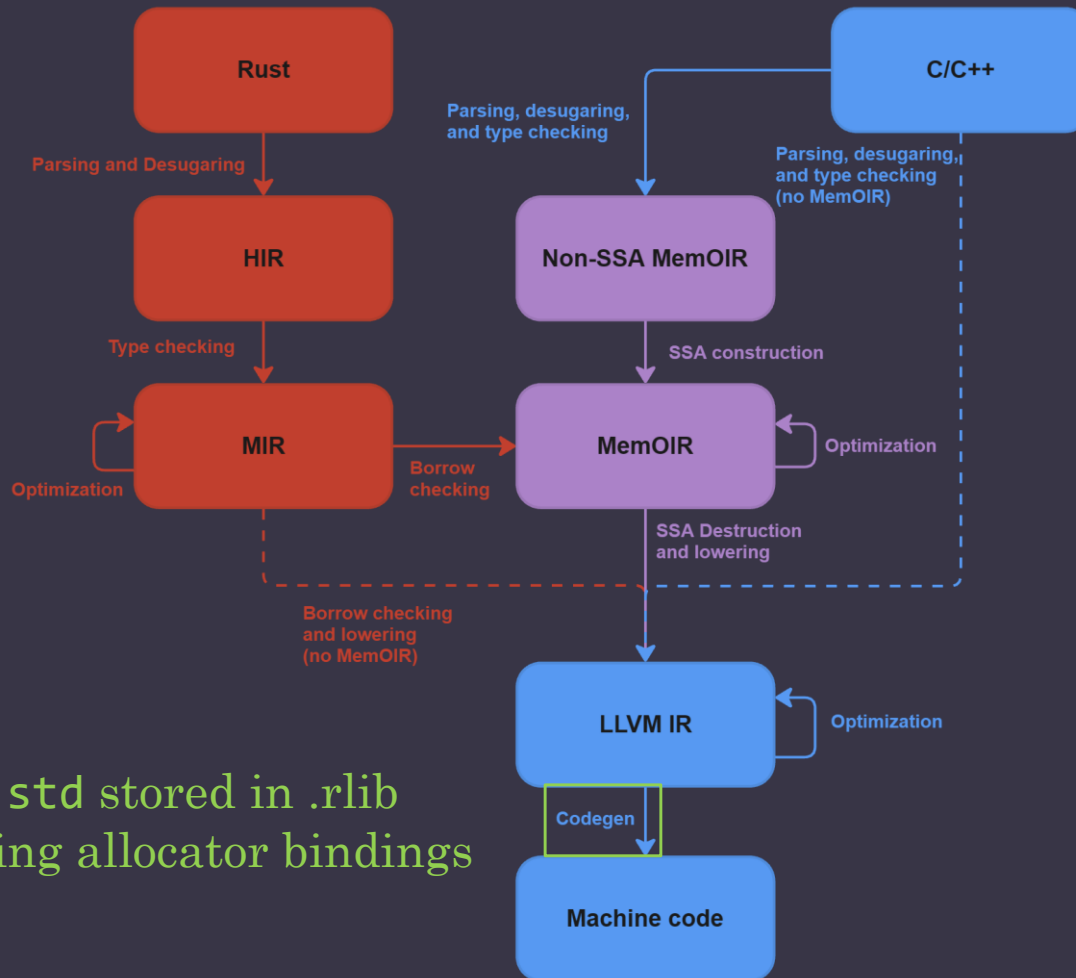 Rust
C/C++
Parsing, desugaring,
and type checking
Parsing, desugaring,
and type checking
(no MemOIR)
Parsing and Desugaring
HIR
Non-SSA MemOIR
Type checking
SSA construction
MIR
MemOIR
Optimization
Optimization
Borrow
checking
SSA Destruction
and lowering
Borrow checking
and lowering
(no MemOIR)
LLVM IR
Optimization
std stored in .rlib
allocator bindings
Codegen
Machine code